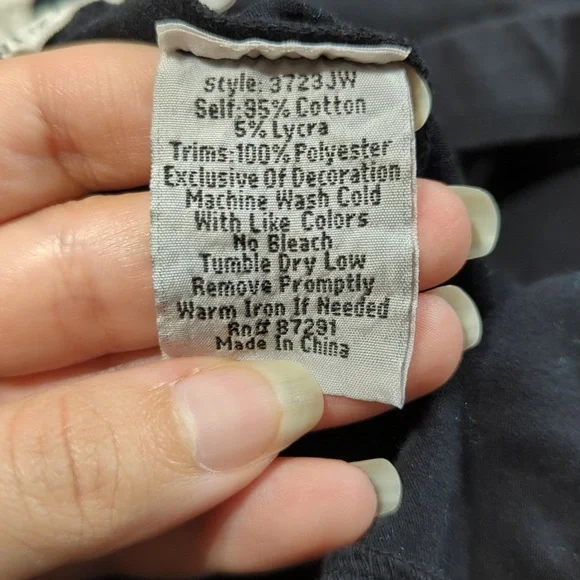 Style: 3723JW
Self:95% Cotton
5% Lycra
Trims:100% Polyester
Exclusive Of Decoration
Machine Wash Cold
With Like Colors
No Bleach
Tumble Dry Low
Remove Promptly
Warm Iron If Needed
Rn# 87291
Made In China